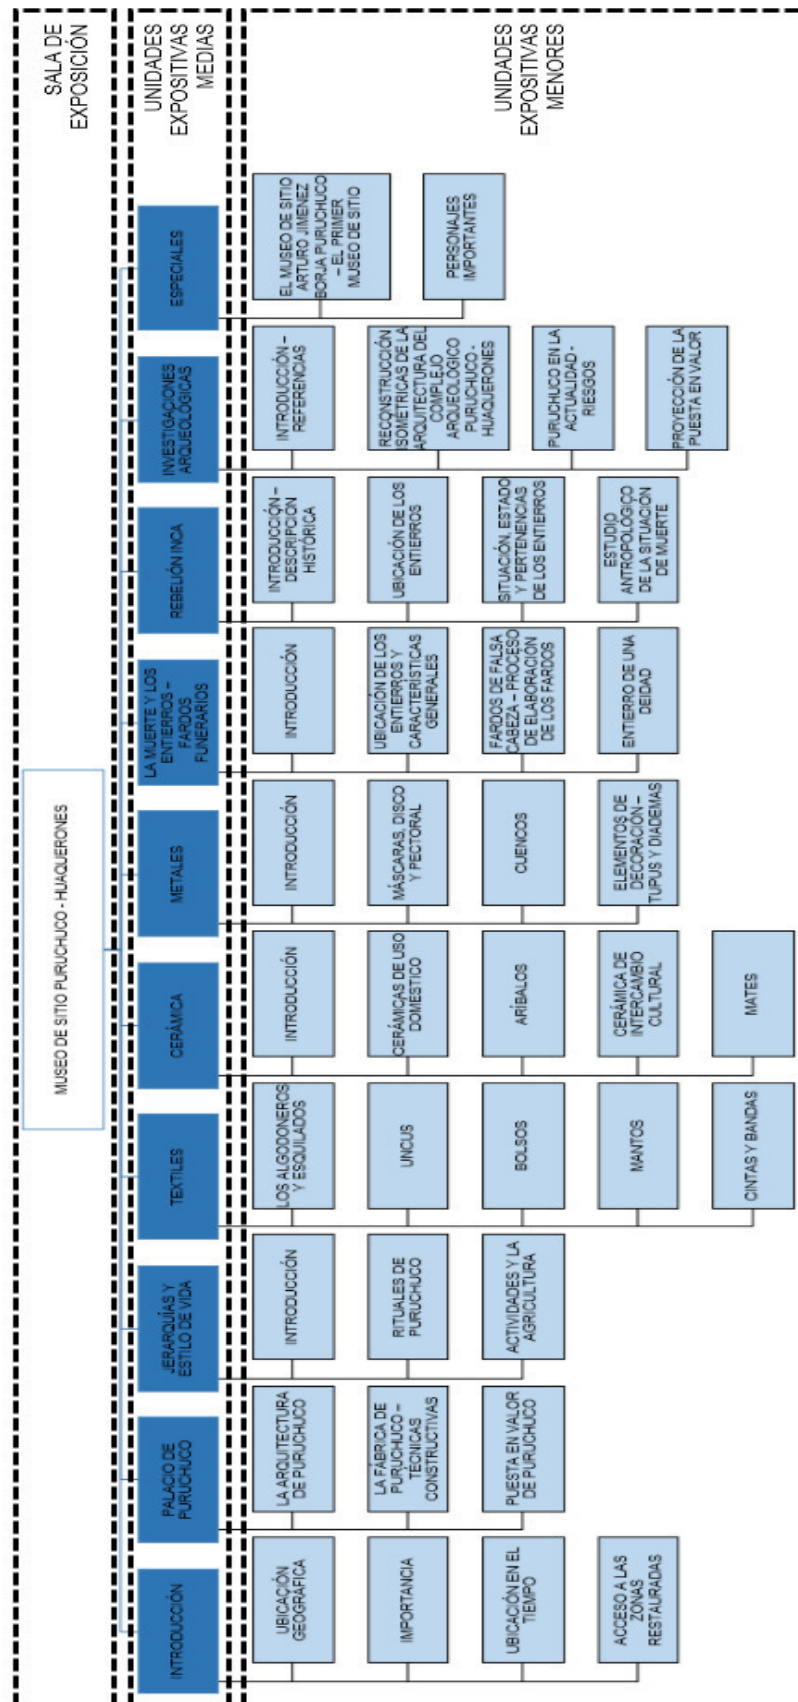 SALA DE
EXPOSICIÓN
MUSEO DE SITIO PURUCHUCO - HUAQUERONES
UNIDADES
EXPOSITIVAS
MEDIAS
UNIDADES
EXPOSITIVAS
MENORES
INTRODUCCIÓN
UBICACIÓN
GEOGRÁFICA
IMPORTANCIA
UBICACIÓN EN EL
TIEMPO
ACCESO A LAS
ZONAS
RESTAURADAS
PALACIO DE
PURUCHUCO
LA ARQUITECTURA
DE PURUCHUCO
LA FÁBRICA DE
PURUCHUCO –
TÉCNICAS
CONSTRUCTIVAS
PUESTA EN VALOR
DE PURUCHUCO
JERARQUÍAS Y
ESTILO DE VIDA
INTRODUCCIÓN
RITUALES DE
PURUCHUCO
ACTIVIDADES Y LA
AGRICULTURA
TEXTILES
LOS ALGODONEROS
Y ESQUILADOS
UNCUS
BOLSOS
MANTOS
CINTAS Y BANDAS
CERÁMICA
INTRODUCCIÓN
CERÁMICAS DE USO
DOMÉSTICO
ARÍBALOS
CERÁMICA DE
INTERCAMBIO
CULTURAL
MATES
METALES
INTRODUCCIÓN
MÁSCARAS, DISCO
Y PECTORAL
CUENCOS
ELEMENTOS DE
DECORACIÓN –
TUPUS Y DIADEMAS
LA MUERTE Y LOS
ENTIERROS –
FARDOS
FUNERARIOS
INTRODUCCIÓN
UBICACIÓN DE LOS
ENTIERROS Y
CARACTERÍSTICAS
GENERALES
FARDOS DE FALSA
CABEZA – PROCESO
DE ELABORACION
DE LOS FARDOS
ENTIERRO DE UNA
DEIDAD
REBELIÓN INCA
INTRODUCCIÓN –
DESCRIPCIÓN
HISTÓRICA
UBICACIÓN DE LOS
ENTIERROS
SITUACIÓN, ESTADO
Y PERTENENCIAS
DE LOS ENTIERROS
ESTUDIO
ANTROPOLÓGICO
DE LA SITUACION
DE MUERTE
INVESTIGACIONES
ARQUEOLÓGICAS
INTRODUCCIÓN –
REFERENCIAS
RECONSTRUCCIÓN
ISOMÉTRICAS DE LA
ARQUITECTURA DEL
COMPLEJO
ARQUEOLOGICO
PURUCHUCO -
HUAQUERONES
PURUCHUCO EN LA
ACTUALIDAD -
RIESGOS
PROYECCIÓN DE LA
PUESTA EN VALOR
ESPECIALES
EL MUSEO DE SITIO
ARTURO JIMENEZ
BORJA PURUCHUCO
– EL PRIMER
MUSEO DE SITIO
PERSONAJES
IMPORTANTES